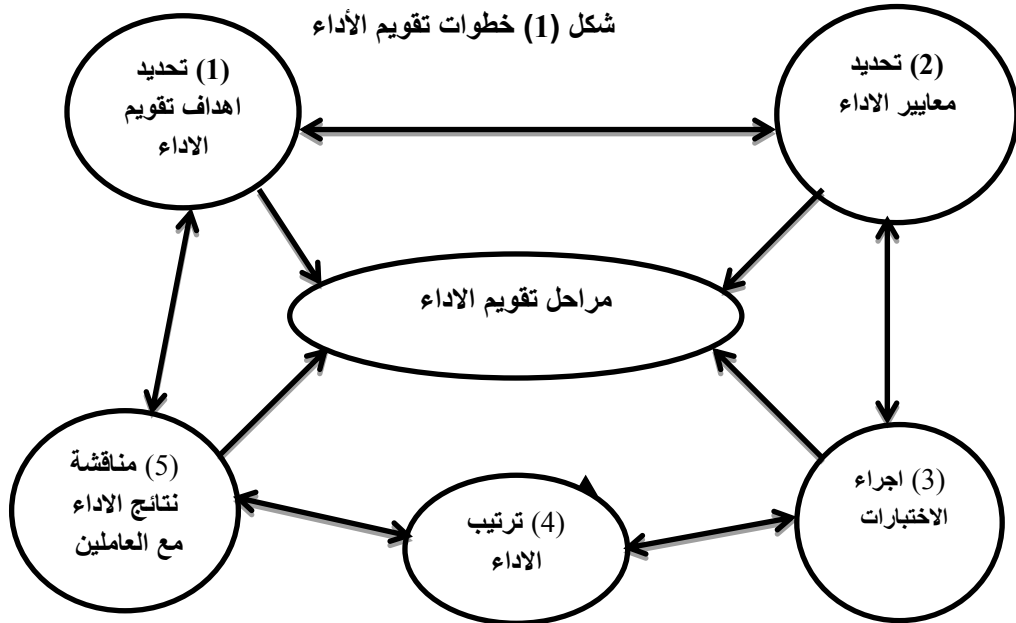 شكل (1) خطوات تقويم الأداء
(1) تحديد
اهداف تقويم
الاداء
(2) تحديد
معايير الاداء
مراحل تقويم الاداء
(3) اجراء
الاختبارات
(4) ترتيب
الاداء
(5) مناقشة
نتائج الاداء
مع العاملين